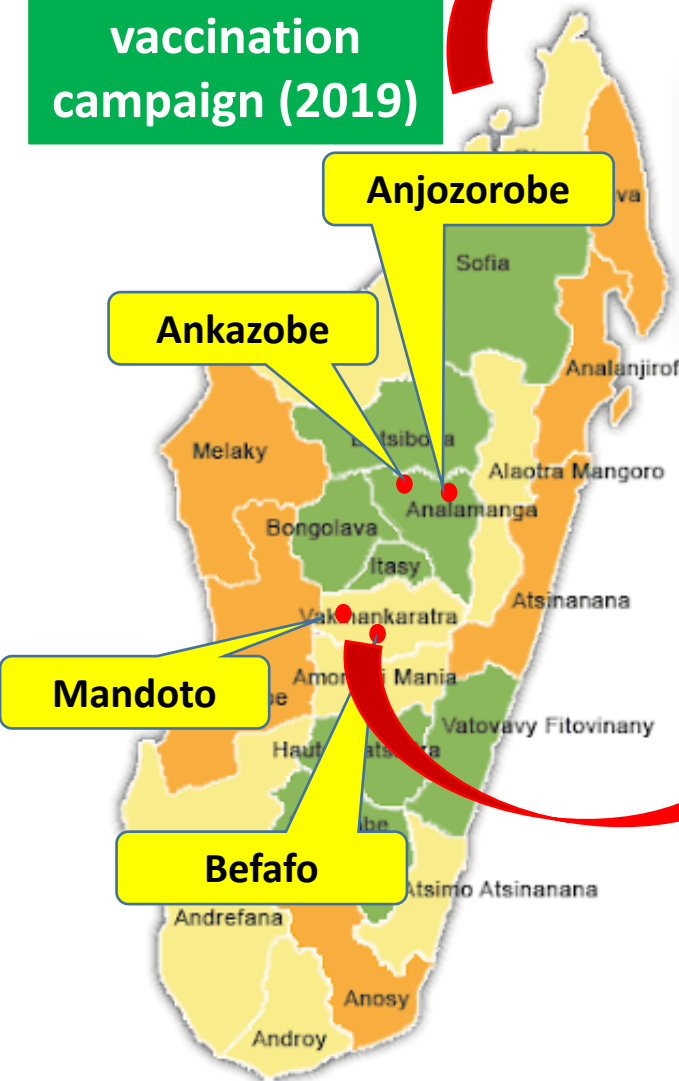 vaccination
campaign (2019)
Anjozorobe
va
Sofia
Ankazobe
Analanjirof
Melaky
Alaotra Mangoro
Analamanga
Bongolava
Itasy
Atsinanana
Mandoto
Vatovavy Fitovinany
Befafo
Atsimo Atsinanana
Andrefana
Anosy
Androy